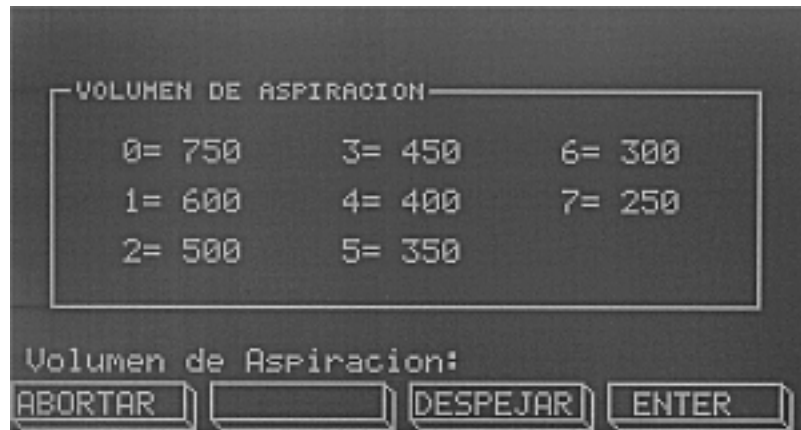 VOLUMEN DE ASPIRACION
0= 750 3= 450 6= 300
1= 600 4= 400 7= 250
2= 500 5= 350
Volumen de Aspiracion:
ABORTAR DESPEJAR ENTER